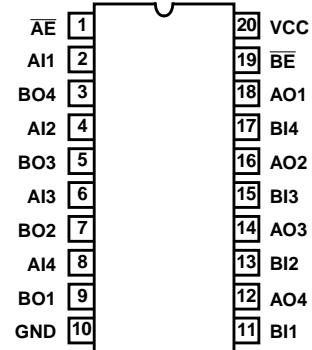 A̅E̅ 1 20 VCC
AI1 2 19 B̅E̅
BO4 3 18 AO1
AI2 4 17 BI4
BO3 5 16 AO2
AI3 6 15 BI3
BO2 7 14 AO3
AI4 8 13 BI2
BO1 9 12 AO4
GND 10 11 BI1